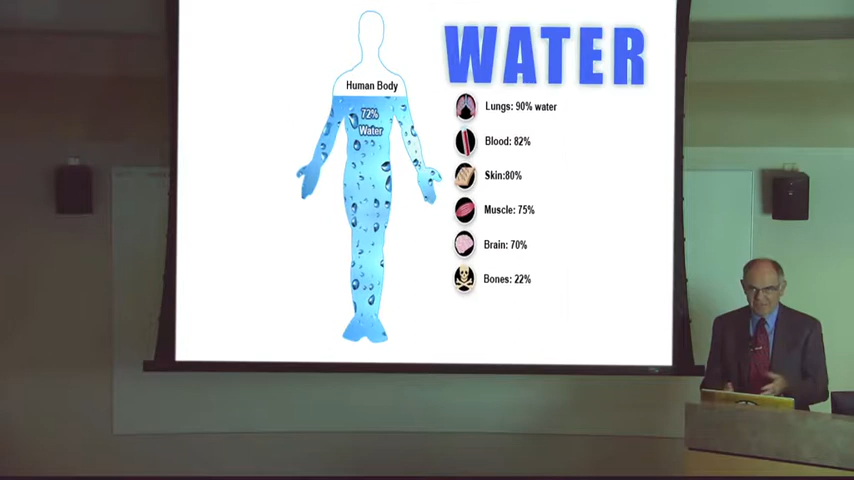 WATER
Human Body
72%
Water
Lungs: 90% water
Blood: 82%
Skin:80%
Muscle: 75%
Brain: 70%
Bones: 22%